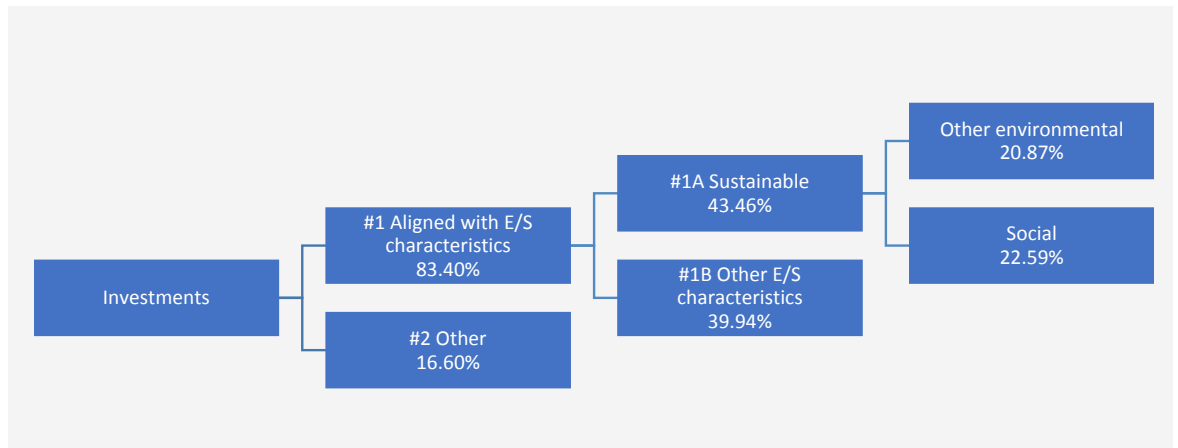 Investments
#1 Aligned with E/S
characteristics
83.40%
#2 Other
16.60%
#1A Sustainable
43.46%
#1B Other E/S
characteristics
39.94%
Other environmental
20.87%
Social
22.59%